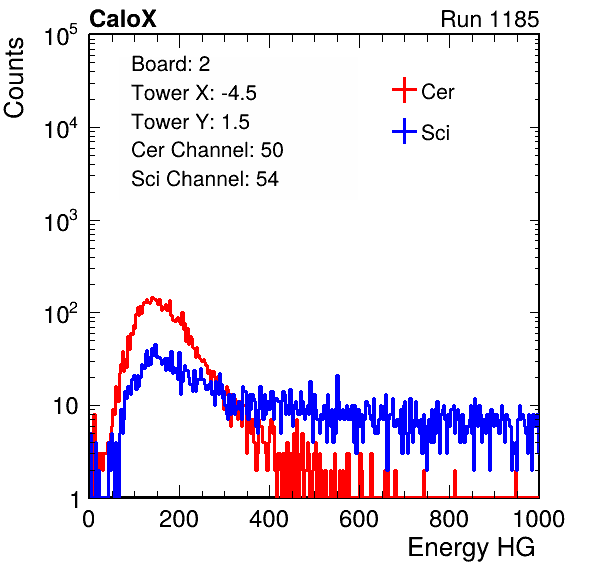 CaloX Run 1185
Counts
Board: 2
Tower X: -4.5
Tower Y: 1.5
Cer Channel: 50
Sci Channel: 54
Cer
Sci
10^5
10^4
10^3
10^2
10
1
0 200 400 600 800 1000
Energy HG